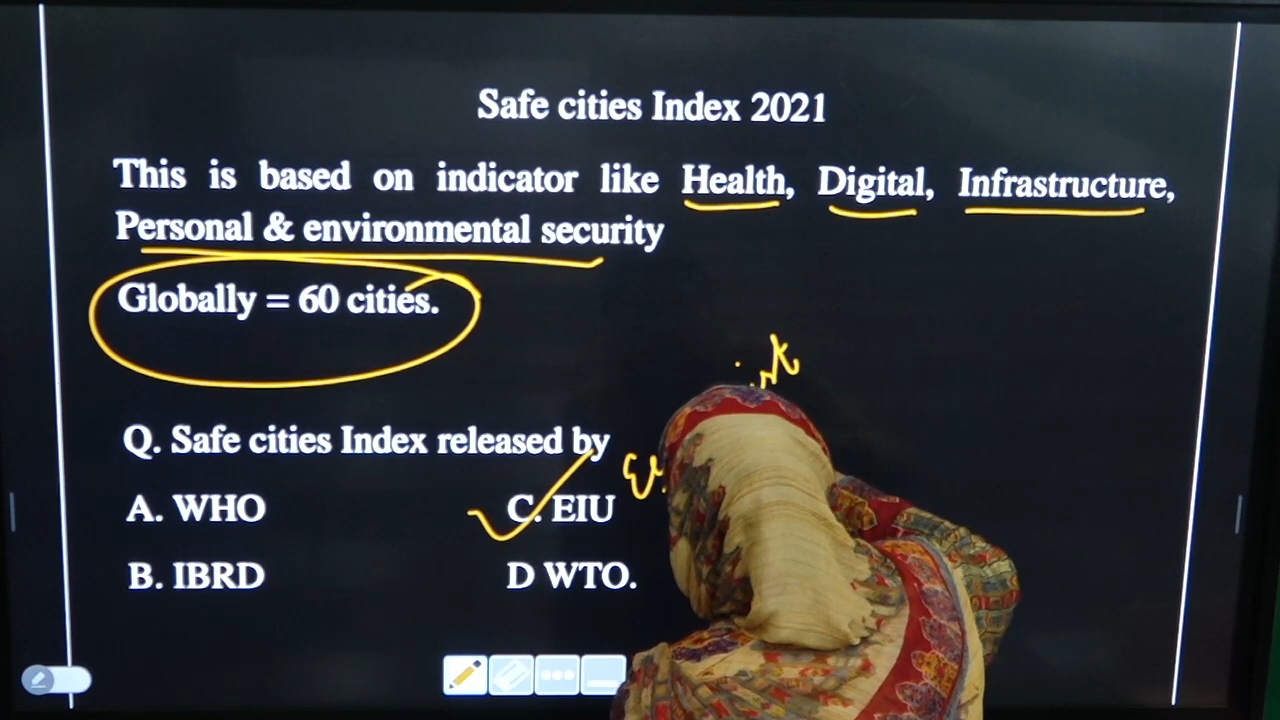 Safe cities Index 2021
This is based on indicator like Health, Digital, Infrastructure,
Personal & environmental security
Globally = 60 cities.
Q. Safe cities Index released by
A. WHO
C. EIU
B. IBRD
D WTO.